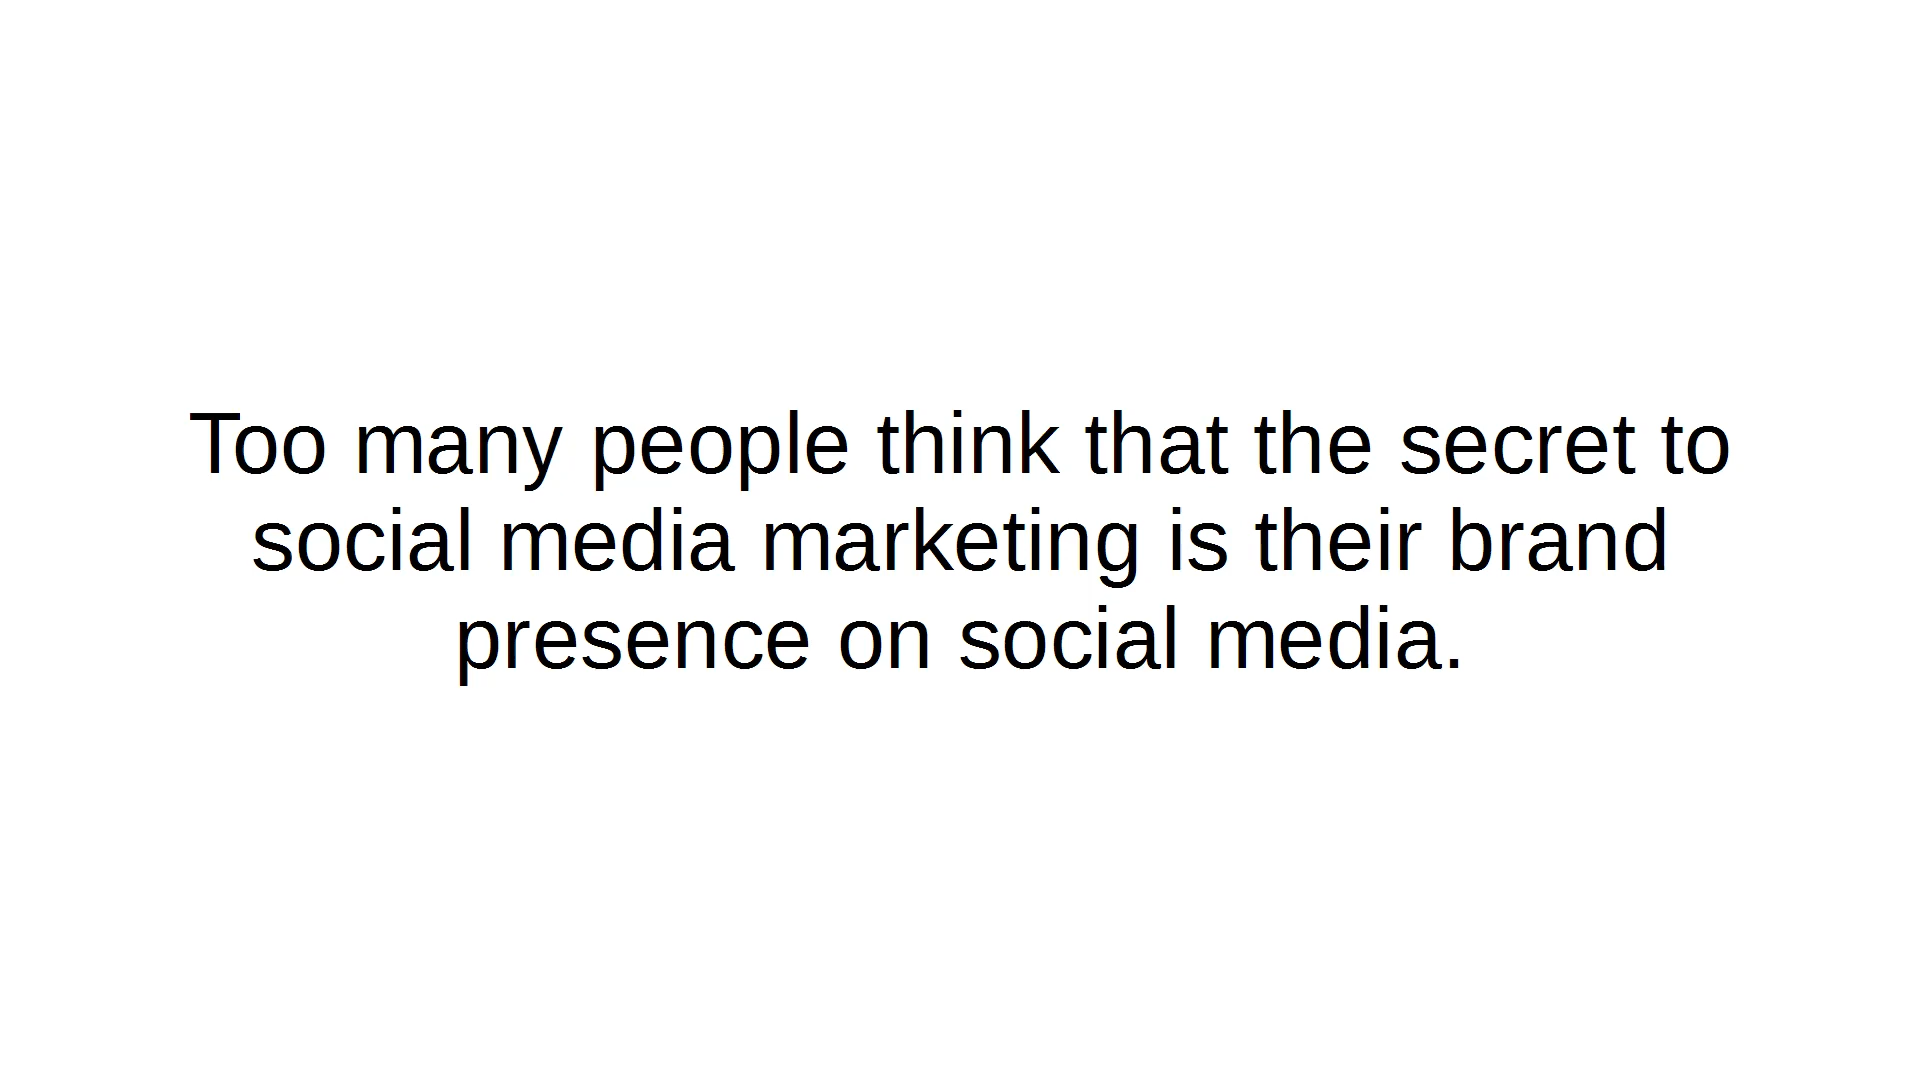 Too many people think that the secret to
social media marketing is their brand
presence on social media.